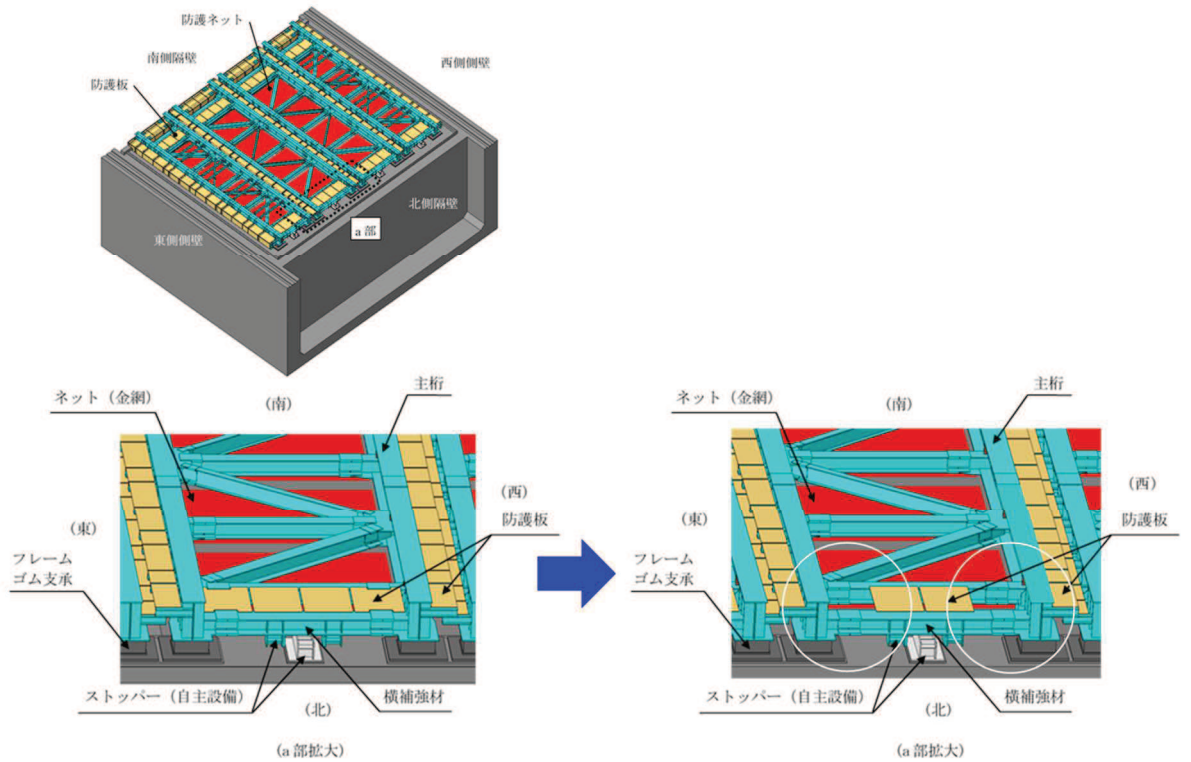 防護ネット
南側隔壁
西側側壁
防護板
北側隔壁
a 部
東側側壁
主桁
ネット（金網）
（南）
（西）
（東）
防護板
フレーム
ゴム支承
ストッパー（自主設備）
横補強材
（北）
（a 部拡大）
主桁
ネット（金網）
（南）
（西）
（東）
防護板
フレーム
ゴム支承
ストッパー（自主設備）
横補強材
（北）
（a 部拡大）